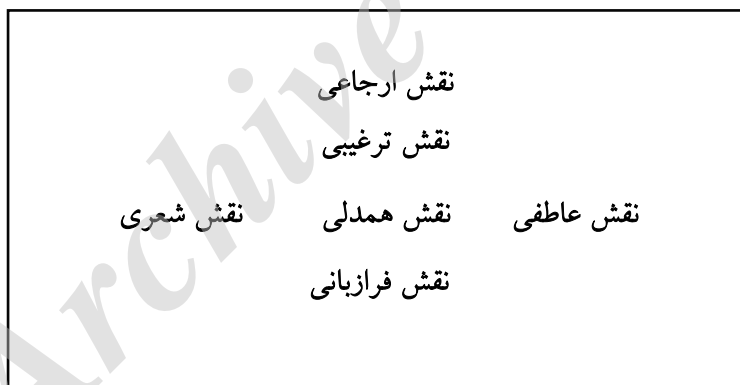 نقش ارجاعی
نقش ترغیبی
نقش عاطفی نقش همدلی نقش شعری
نقش فرازبانی
Archive